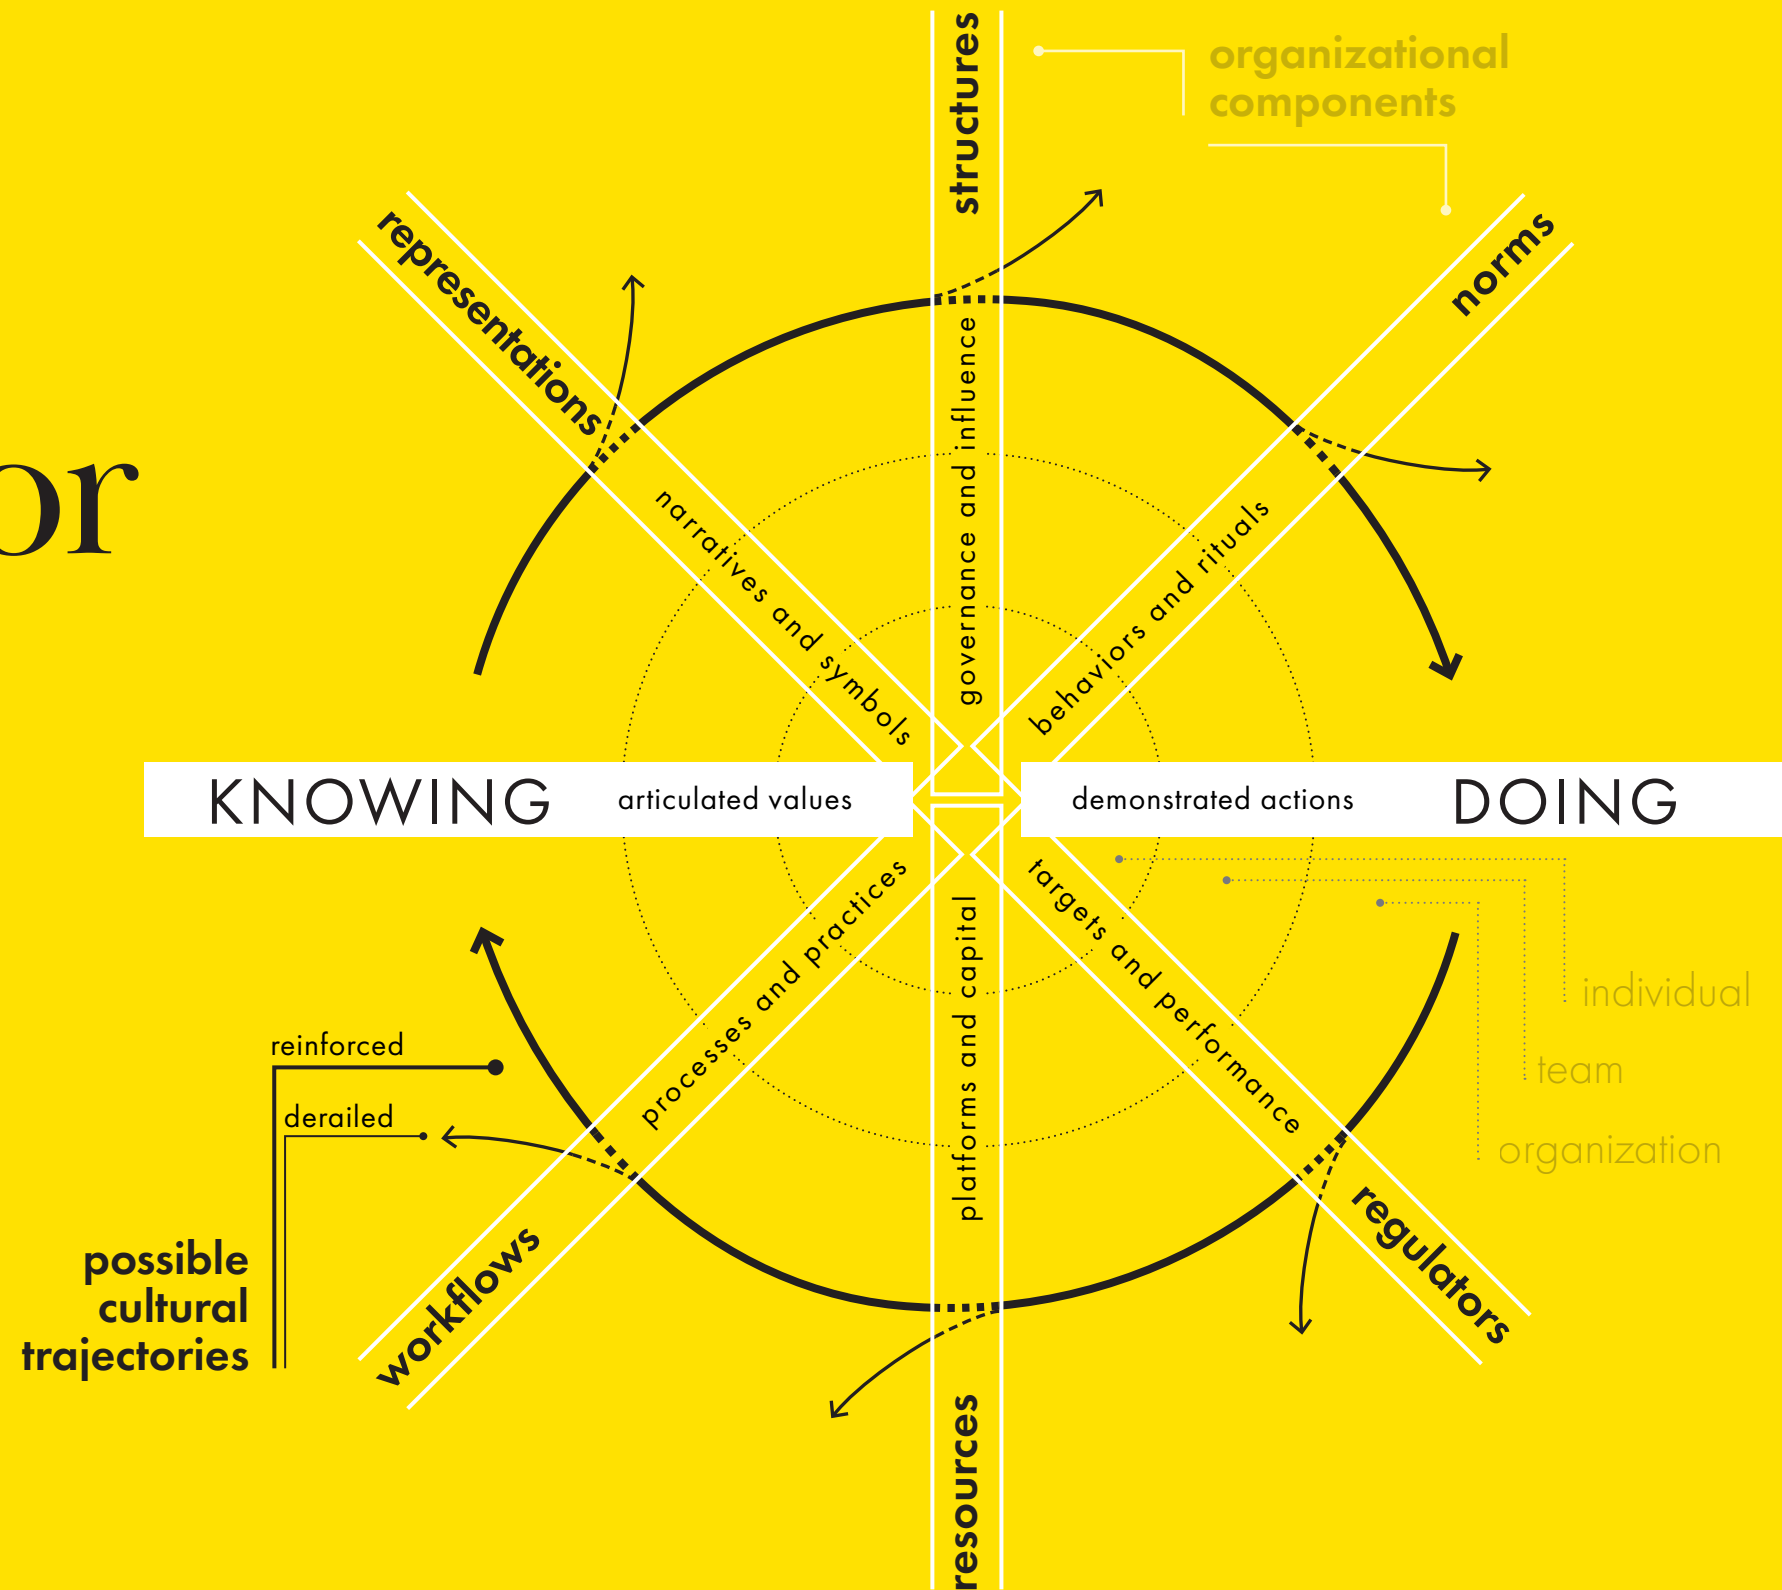 structures
organizational
components
representations
norms
or
narratives and symbols
governance and influence
behaviors and rituals
KNOWING
articulated values
demonstrated actions
DOING
processes and practices
platforms and capital
targets and performance
individual
team
organization
reinforced
derailed
possible
cultural
trajectories
workflows
resources
regulators